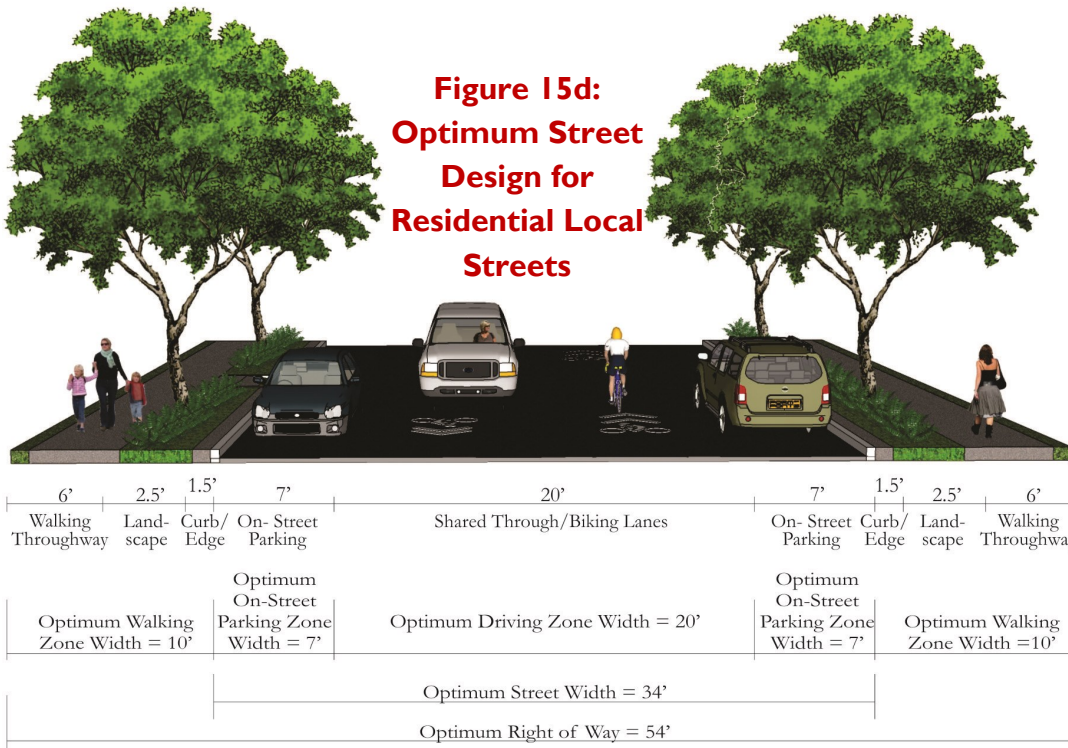 Figure 15d:
Optimum Street
Design for
Residential Local
Streets
6’ 2.5’ 1.5’ 7’ 20’ 7’ 1.5’ 2.5’ 6’
Walking
Throughway
Land-
scape
Curb/
Edge
On- Street
Parking
Shared Through/Biking Lanes
On- Street
Parking
Curb/
Edge
Land-
scape
Walking
Throughwa
Optimum Walking
Zone Width = 10’
Optimum
On-Street
Parking Zone
Width = 7’
Optimum Driving Zone Width = 20’
Optimum
On-Street
Parking Zone
Width = 7’
Optimum Walking
Zone Width =10’
Optimum Street Width = 34’
Optimum Right of Way = 54’